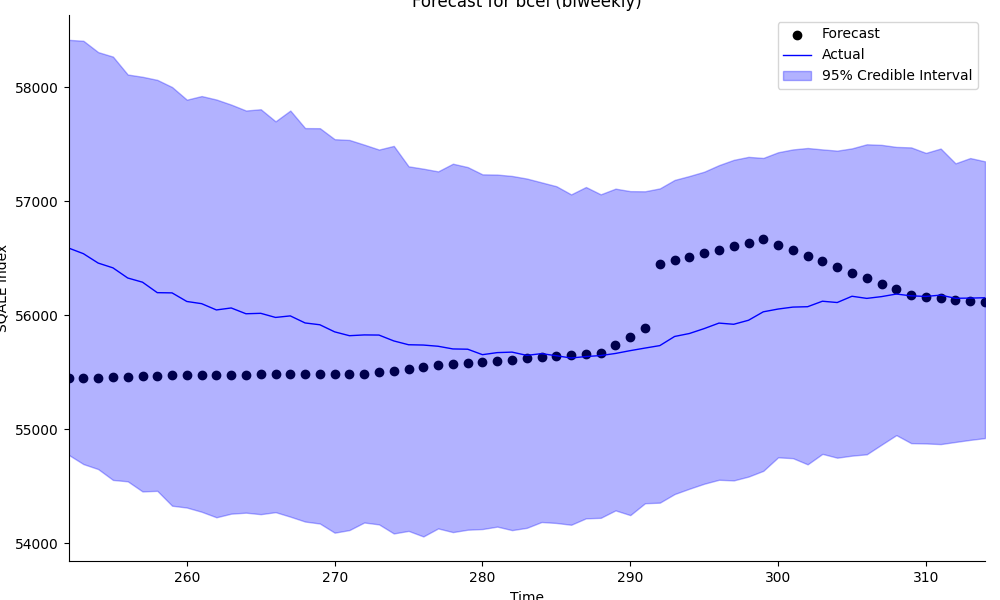 Forecast for bcel (biweekly)
Forecast
Actual
95% Credible Interval
58000
57000
56000
55000
54000
SQALE Index
260
270
280
290
300
310
Time